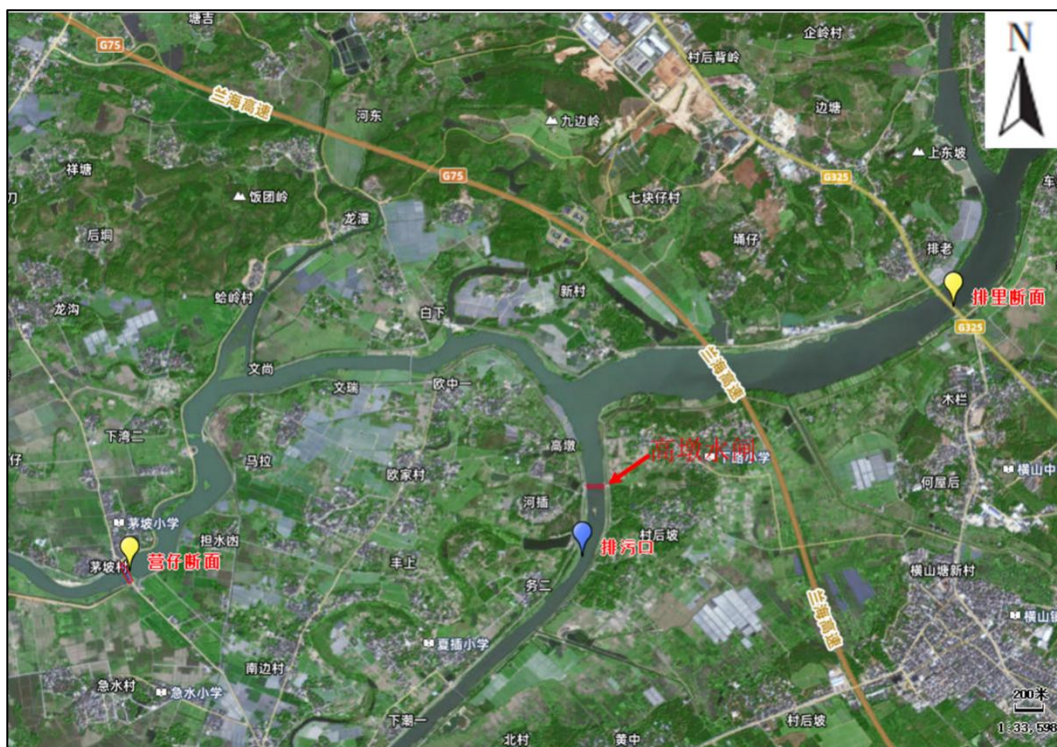 塘吉
企岭村
G75
村后背岭
兰海高速
河东
九边岭
边塘
上东坡
祥塘
G75
G325
七块仔村
饭团岭
龙潭
后垌
埇仔
排老
蛤岭村
新村
排里断面
龙沟
白下
G325
兰海高速
文尚
文瑞
欧中一
木栏
下湾二
高墩
高墩水闸
小学
马拉
欧家村
横山中
何屋后
河插
茅坡小学
担水凼
排污口
村后坡
营仔断面
茅坡
丰上
横山塘新村
务二
兰海高速
横山
夏插小学
南边村
急水村
急水小学
200米
下潮一
村后坡
1:33,598
北村
黄中
N